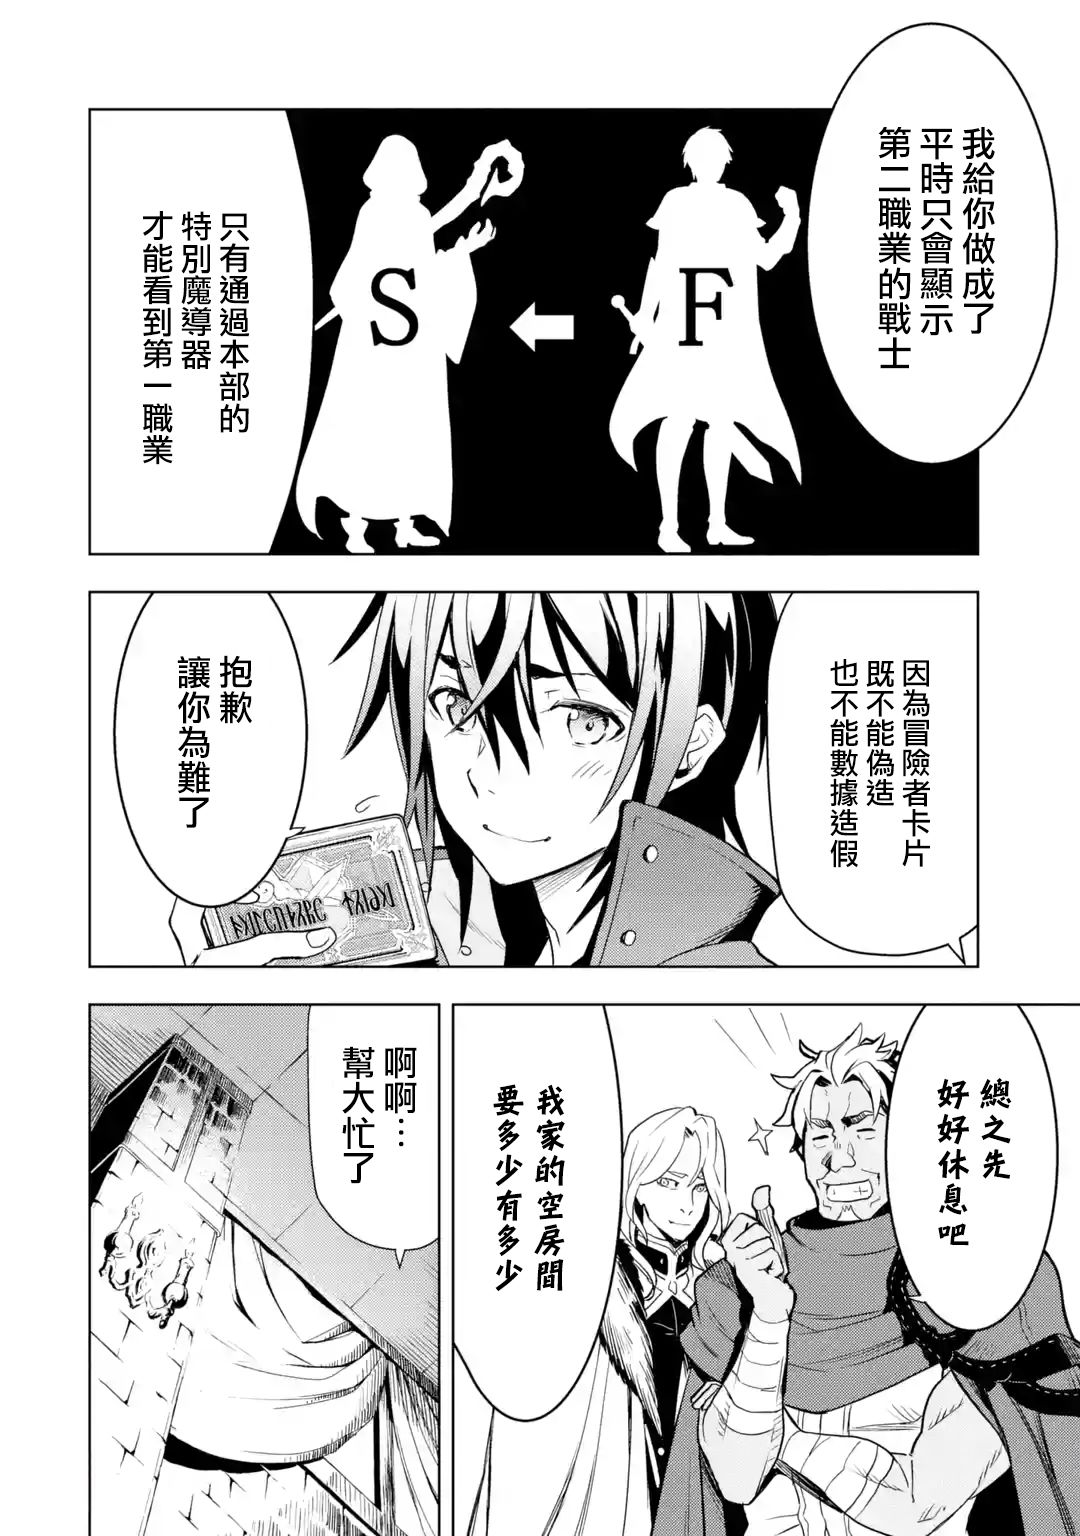 我給你做成了
平時只會顯示
第二職業的戰士
F
S
只有通過本部的
特別魔導器
才能看到第一職業
因為冒險者卡片
既不能偽造
也不能數據造假
抱歉
讓你為難了
總之先
好好休息吧
我家的空房間
要多少有多少
啊啊…
幫大忙了